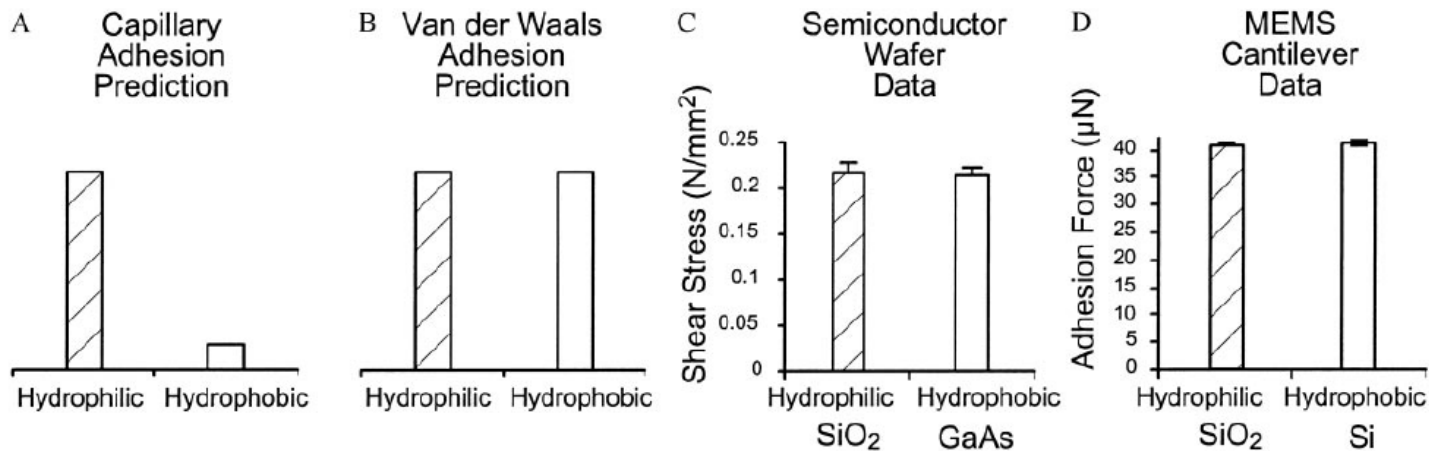 A
Capillary
Adhesion
Prediction
Hydrophilic
Hydrophobic
B
Van der Waals
Adhesion
Prediction
Hydrophilic
Hydrophobic
C
Semiconductor
Wafer
Data
Shear Stress (N/mm²)
0.25
0.2
0.15
0.1
0.05
0
Hydrophilic
Hydrophobic
SiO₂
GaAs
D
MEMS
Cantilever
Data
Adhesion Force (µN)
40
35
30
25
20
15
10
5
0
Hydrophilic
Hydrophobic
SiO₂
Si